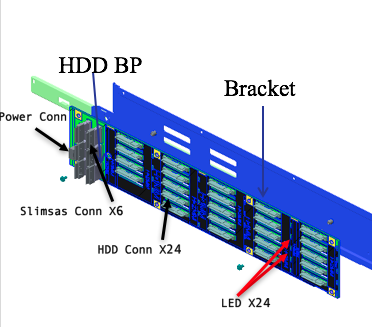 HDD BP
Bracket
Power Conn
Slimsas Conn X6
HDD Conn X24
LED X24